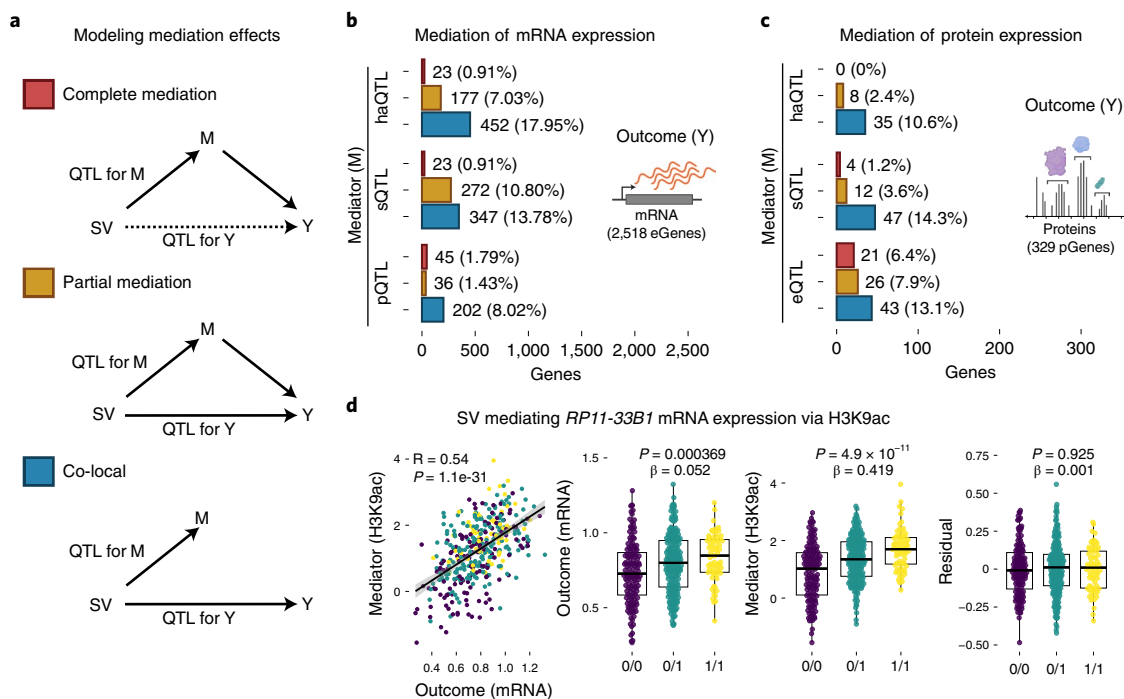 a
Modeling mediation effects
Complete mediation
M
QTL for M
SV
Y
QTL for Y
Partial mediation
M
QTL for M
SV
Y
QTL for Y
Co-local
M
QTL for M
SV
Y
QTL for Y
b
Mediation of mRNA expression
Mediator (M)
haQTL
23 (0.91%)
177 (7.03%)
452 (17.95%)
sQTL
23 (0.91%)
272 (10.80%)
347 (13.78%)
pQTL
45 (1.79%)
36 (1.43%)
202 (8.02%)
0 500 1,000 1,500 2,000 2,500
Genes
Outcome (Y)
mRNA
(2,518 eGenes)
c
Mediation of protein expression
Mediator (M)
haQTL
0 (0%)
8 (2.4%)
35 (10.6%)
sQTL
4 (1.2%)
12 (3.6%)
47 (14.3%)
eQTL
21 (6.4%)
26 (7.9%)
43 (13.1%)
0 100 200 300
Genes
Outcome (Y)
Proteins
(329 pGenes)
d
SV mediating RP11-33B1 mRNA expression via H3K9ac
R = 0.54
P = 1.1e-31
Mediator (H3K9ac)
4
2
0
0.4 0.6 0.8 1.0 1.2
Outcome (mRNA)
P = 0.000369
β = 0.052
Outcome (mRNA)
1.5
1.0
0.5
0/0 0/1 1/1
P = 4.9 × 10⁻¹¹
β = 0.419
Mediator (H3K9ac)
4
2
0
0/0 0/1 1/1
P = 0.925
β = 0.001
Residual
0.75
0.50
0.25
0
−0.25
−0.50
0/0 0/1 1/1